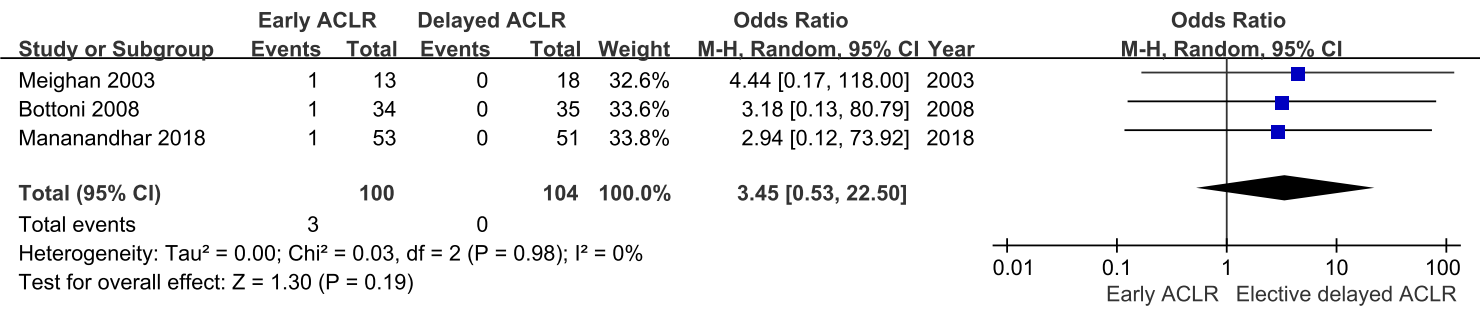 Early ACLR Delayed ACLR Odds Ratio Odds Ratio
Study or Subgroup Events Total Events Total Weight M-H, Random, 95% CI Year M-H, Random, 95% CI
Meighan 2003 1 13 0 18 32.6% 4.44 [0.17, 118.00] 2003
Bottoni 2008 1 34 0 35 33.6% 3.18 [0.13, 80.79] 2008
Mananandhar 2018 1 53 0 51 33.8% 2.94 [0.12, 73.92] 2018
Total (95% CI) 100 104 100.0% 3.45 [0.53, 22.50]
Total events 3 0
Heterogeneity: Tau² = 0.00; Chi² = 0.03, df = 2 (P = 0.98); I² = 0%
Test for overall effect: Z = 1.30 (P = 0.19)
0.01 0.1 1 10 100
Early ACLR Elective delayed ACLR